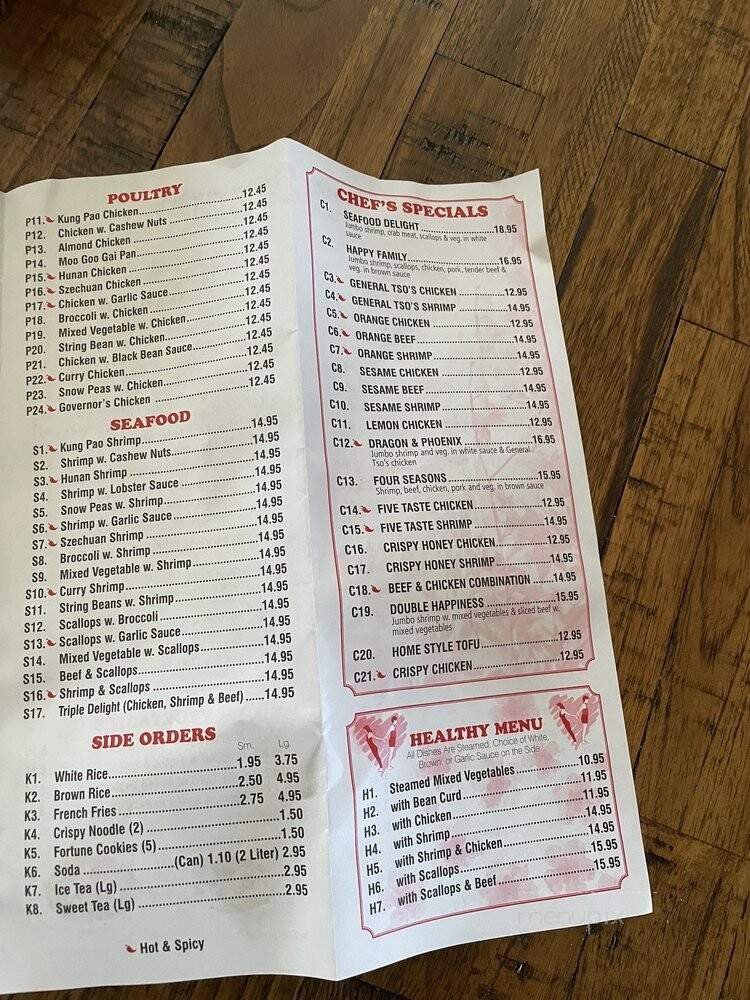 POULTRY
P11. Kung Pao Chicken..........12.45
P12. Chicken w. Cashew Nuts..........12.45
P13. Almond Chicken..........12.45
P14. Moo Goo Gai Pan..........12.45
P15. Hunan Chicken..........12.45
P16. Szechuan Chicken..........12.45
P17. Chicken w. Garlic Sauce..........12.45
P18. Broccoli w. Chicken..........12.45
P19. Mixed Vegetable w. Chicken..........12.45
P20. String Bean w. Chicken..........12.45
P21. Chicken w. Black Bean Sauce..........12.45
P22. Curry Chicken..........12.45
P23. Snow Peas w. Chicken..........12.45
P24. Governor's Chicken..........12.45
SEAFOOD
S1. Kung Pao Shrimp..........14.95
S2. Shrimp w. Cashew Nuts..........14.95
S3. Hunan Shrimp..........14.95
S4. Shrimp w. Lobster Sauce..........14.95
S5. Snow Peas w. Shrimp..........14.95
S6. Shrimp w. Garlic Sauce..........14.95
S7. Szechuan Shrimp..........14.95
S8. Broccoli w. Shrimp..........14.95
S9. Mixed Vegetable w. Shrimp..........14.95
S10. Curry Shrimp..........14.95
S11. String Beans w. Shrimp..........14.95
S12. Scallops w. Broccoli..........14.95
S13. Scallops w. Garlic Sauce..........14.95
S14. Mixed Vegetable w. Scallops..........14.95
S15. Beef & Scallops..........14.95
S16. Shrimp & Scallops..........14.95
S17. Triple Delight (Chicken, Shrimp & Beef)......14.95
SIDE ORDERS
Sm. Lg.
K1. White Rice..........1.95 3.75
K2. Brown Rice..........2.50 4.95
K3. French Fries..........2.75 4.95
K4. Crispy Noodle (2)..........1.50
K5. Fortune Cookies (5)..........1.50
K6. Soda..........(Can) 1.10 (2 Liter) 2.95
K7. Ice Tea (Lg)..........2.95
K8. Sweet Tea (Lg)..........2.95
Hot & Spicy
CHEF'S SPECIALS
C1. SEAFOOD DELIGHT..........18.95
Jumbo shrimp, crab meat, scallops & veg. in white
sauce
C2. HAPPY FAMILY..........16.95
Jumbo shrimp, scallops, chicken, pork, tender beef &
veg. in brown sauce
C3. GENERAL TSO'S CHICKEN..........12.95
C4. GENERAL TSO'S SHRIMP..........14.95
C5. ORANGE CHICKEN..........12.95
C6. ORANGE BEEF..........14.95
C7. ORANGE SHRIMP..........14.95
C8. SESAME CHICKEN..........12.95
C9. SESAME BEEF..........14.95
C10. SESAME SHRIMP..........14.95
C11. LEMON CHICKEN..........12.95
C12. DRAGON & PHOENIX..........16.95
Jumbo shrimp and veg. in white sauce & General
Tso's chicken
C13. FOUR SEASONS..........15.95
Shrimp, beef, chicken, pork and veg. in brown sauce
C14. FIVE TASTE CHICKEN..........12.95
C15. FIVE TASTE SHRIMP..........14.95
C16. CRISPY HONEY CHICKEN..........12.95
C17. CRISPY HONEY SHRIMP..........14.95
C18. BEEF & CHICKEN COMBINATION......14.95
C19. DOUBLE HAPPINESS..........15.95
Jumbo shrimp w. mixed vegetables & sliced beef w.
mixed vegetables
C20. HOME STYLE TOFU..........12.95
C21. CRISPY CHICKEN..........12.95
HEALTHY MENU
All Dishes Are Steamed, Choice of White,
Brown, or Garlic Sauce on the Side
H1. Steamed Mixed Vegetables..........10.95
H2. with Bean Curd..........11.95
H3. with Chicken..........11.95
H4. with Shrimp..........14.95
H5. with Shrimp & Chicken..........14.95
H6. with Scallops..........15.95
H7. with Scallops & Beef..........15.95